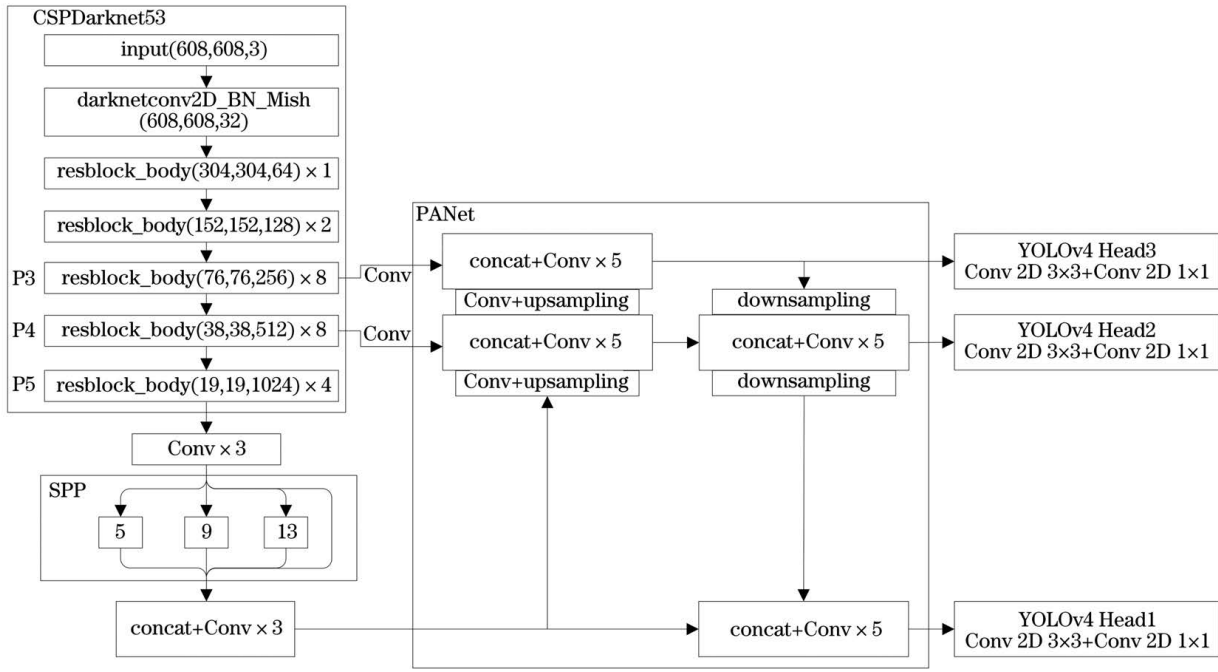 CSPDarknet53
input(608,608,3)
darknetconv2D_BN_Mish
(608,608,32)
resblock_body(304,304,64) × 1
resblock_body(152,152,128) × 2
P3
resblock_body(76,76,256) × 8
P4
resblock_body(38,38,512) × 8
P5
resblock_body(19,19,1024) × 4
Conv × 3
SPP
5
9
13
concat+Conv × 3
Conv
Conv
PANet
concat+Conv × 5
Conv+upsampling
concat+Conv × 5
Conv+upsampling
downsampling
concat+Conv × 5
downsampling
concat+Conv × 5
YOLOv4 Head3
Conv 2D 3×3+Conv 2D 1×1
YOLOv4 Head2
Conv 2D 3×3+Conv 2D 1×1
YOLOv4 Head1
Conv 2D 3×3+Conv 2D 1×1